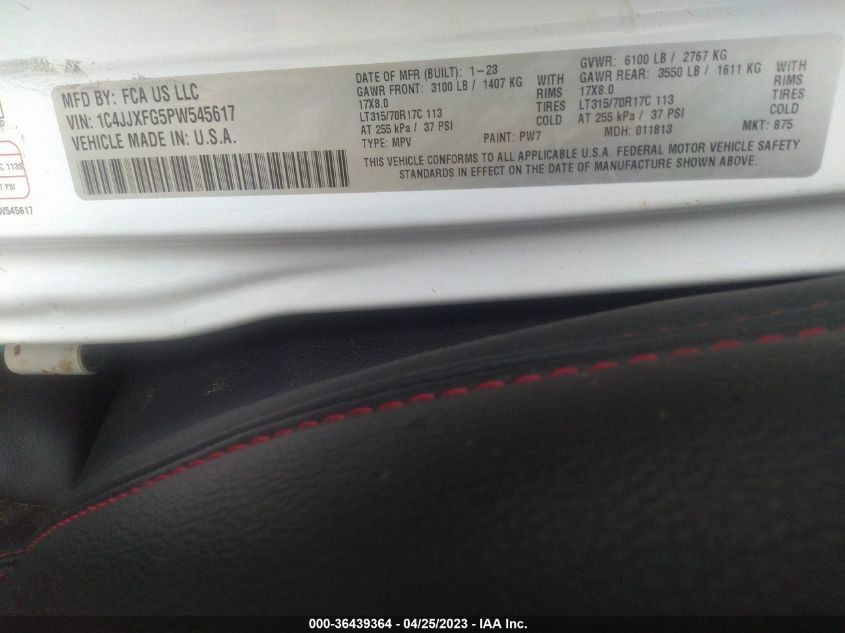 MFD BY: FCA US LLC
VIN: 1C4JJXFG5PW545617
VEHICLE MADE IN U.S.A.
DATE OF MFR (BUILT): 1-23
GAWR FRONT: 3100 LB / 1407 KG WITH
17X8.0 RIMS
LT315/70R17C 113 TIRES
AT 255 kPa / 37 PSI COLD
TYPE: MPV PAINT: PW7
GVWR: 6100 LB / 2767 KG
GAWR REAR: 3550 LB / 1611 KG WITH
17X8.0 RIMS
LT315/70R17C 113 TIRES
AT 255 kPa / 37 PSI COLD
MDH: 011813 MKT: 875
THIS VEHICLE CONFORMS TO ALL APPLICABLE U.S.A. FEDERAL MOTOR VEHICLE SAFETY
STANDARDS IN EFFECT ON THE DATE OF MANUFACTURE SHOWN ABOVE.
C 113S
7 PSI
W545617
000-36439364 - 04/25/2023 - IAA Inc.